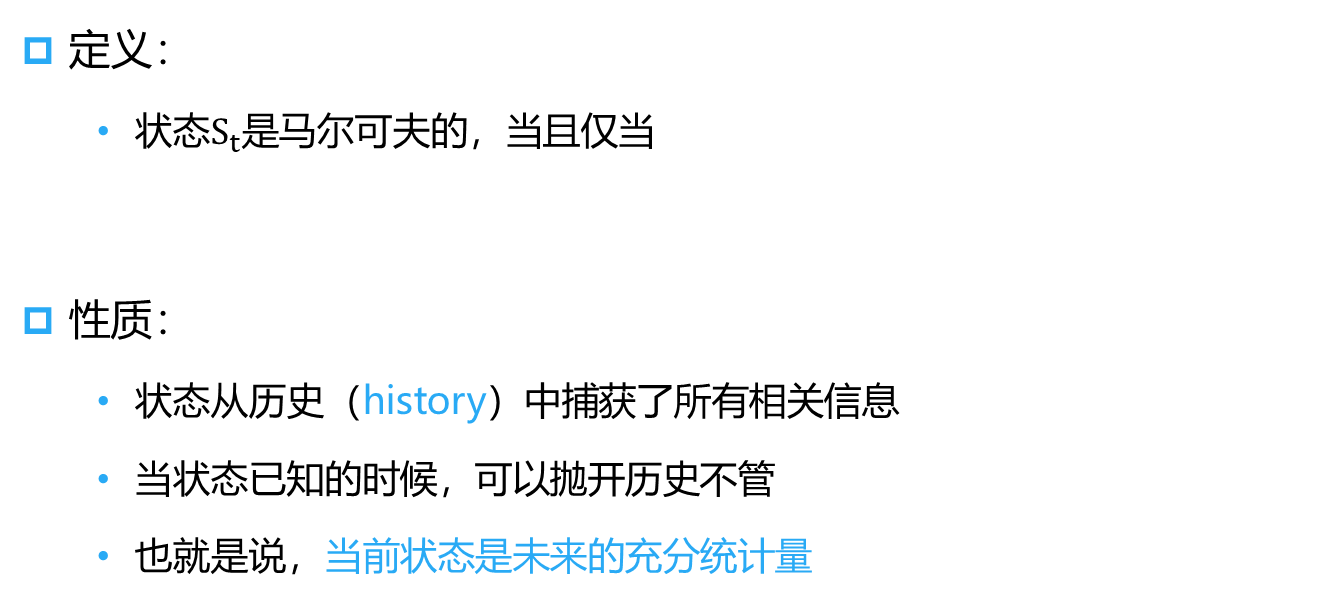 定义：
• 状态Sₜ是马尔可夫的，当且仅当
性质：
• 状态从历史（history）中捕获了所有相关信息
• 当状态已知的时候，可以抛开历史不管
• 也就是说，当前状态是未来的充分统计量